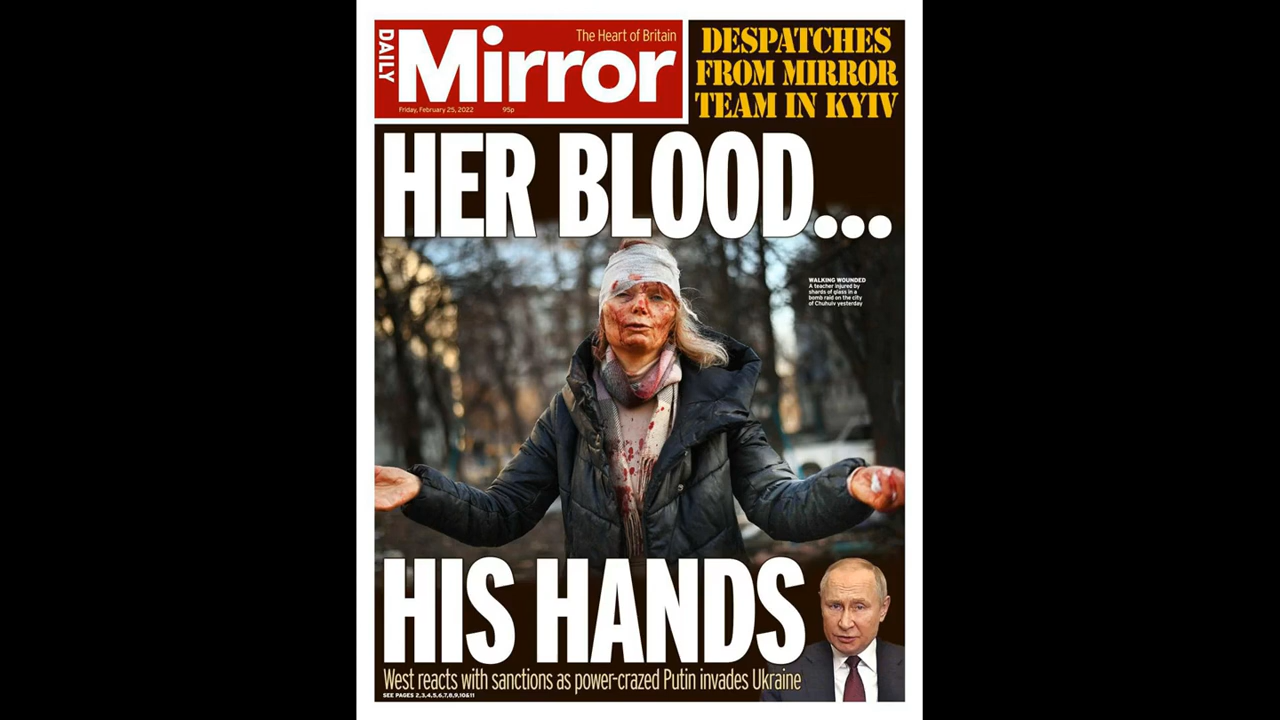 DAILY
Mirror
The Heart of Britain
Friday, February 25, 2022 95p
DESPATCHES
FROM MIRROR
TEAM IN KYIV
HER BLOOD...
WALKING WOUNDED
A teacher injured by
shards of glass in a
bomb raid on the city
of Chuhuiv yesterday
HIS HANDS
West reacts with sanctions as power-crazed Putin invades Ukraine
SEE PAGES 2,3,4,5,6,7,8,9,10&11